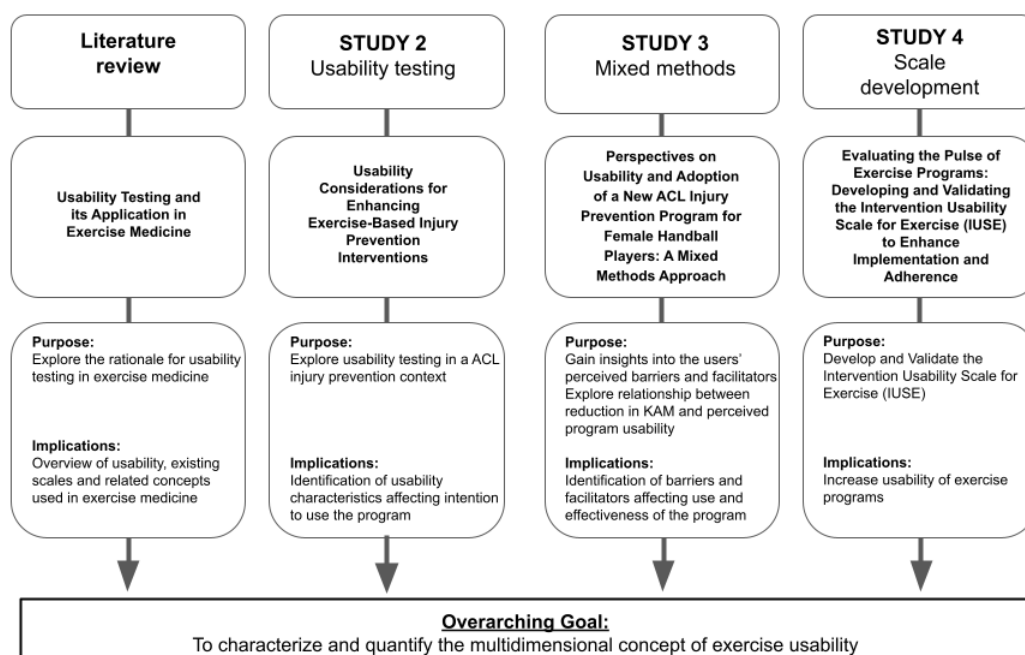 Literature
review
STUDY 2
Usability testing
STUDY 3
Mixed methods
STUDY 4
Scale
development
Usability Testing and
its Application in
Exercise Medicine
Usability
Considerations for
Enhancing
Exercise-Based Injury
Prevention
Interventions
Perspectives on
Usability and Adoption
of a New ACL Injury
Prevention Program for
Female Handball
Players: A Mixed
Methods Approach
Evaluating the Pulse of
Exercise Programs:
Developing and Validating
the Intervention Usability
Scale for Exercise (IUSE)
to Enhance
Implementation and
Adherence
Purpose:
Explore the rationale for usability
testing in exercise medicine
Implications:
Overview of usability, existing
scales and related concepts
used in exercise medicine
Purpose:
Explore usability testing in a ACL
injury prevention context
Implications:
Identification of usability
characteristics affecting intention
to use the program
Purpose:
Gain insights into the users'
perceived barriers and facilitators
Explore relationship between
reduction in KAM and perceived
program usability
Implications:
Identification of barriers and
facilitators affecting use and
effectiveness of the program
Purpose:
Develop and Validate the
Intervention Usability Scale for
Exercise (IUSE)
Implications:
Increase usability of exercise
programs
Overarching Goal:
To characterize and quantify the multidimensional concept of exercise usability